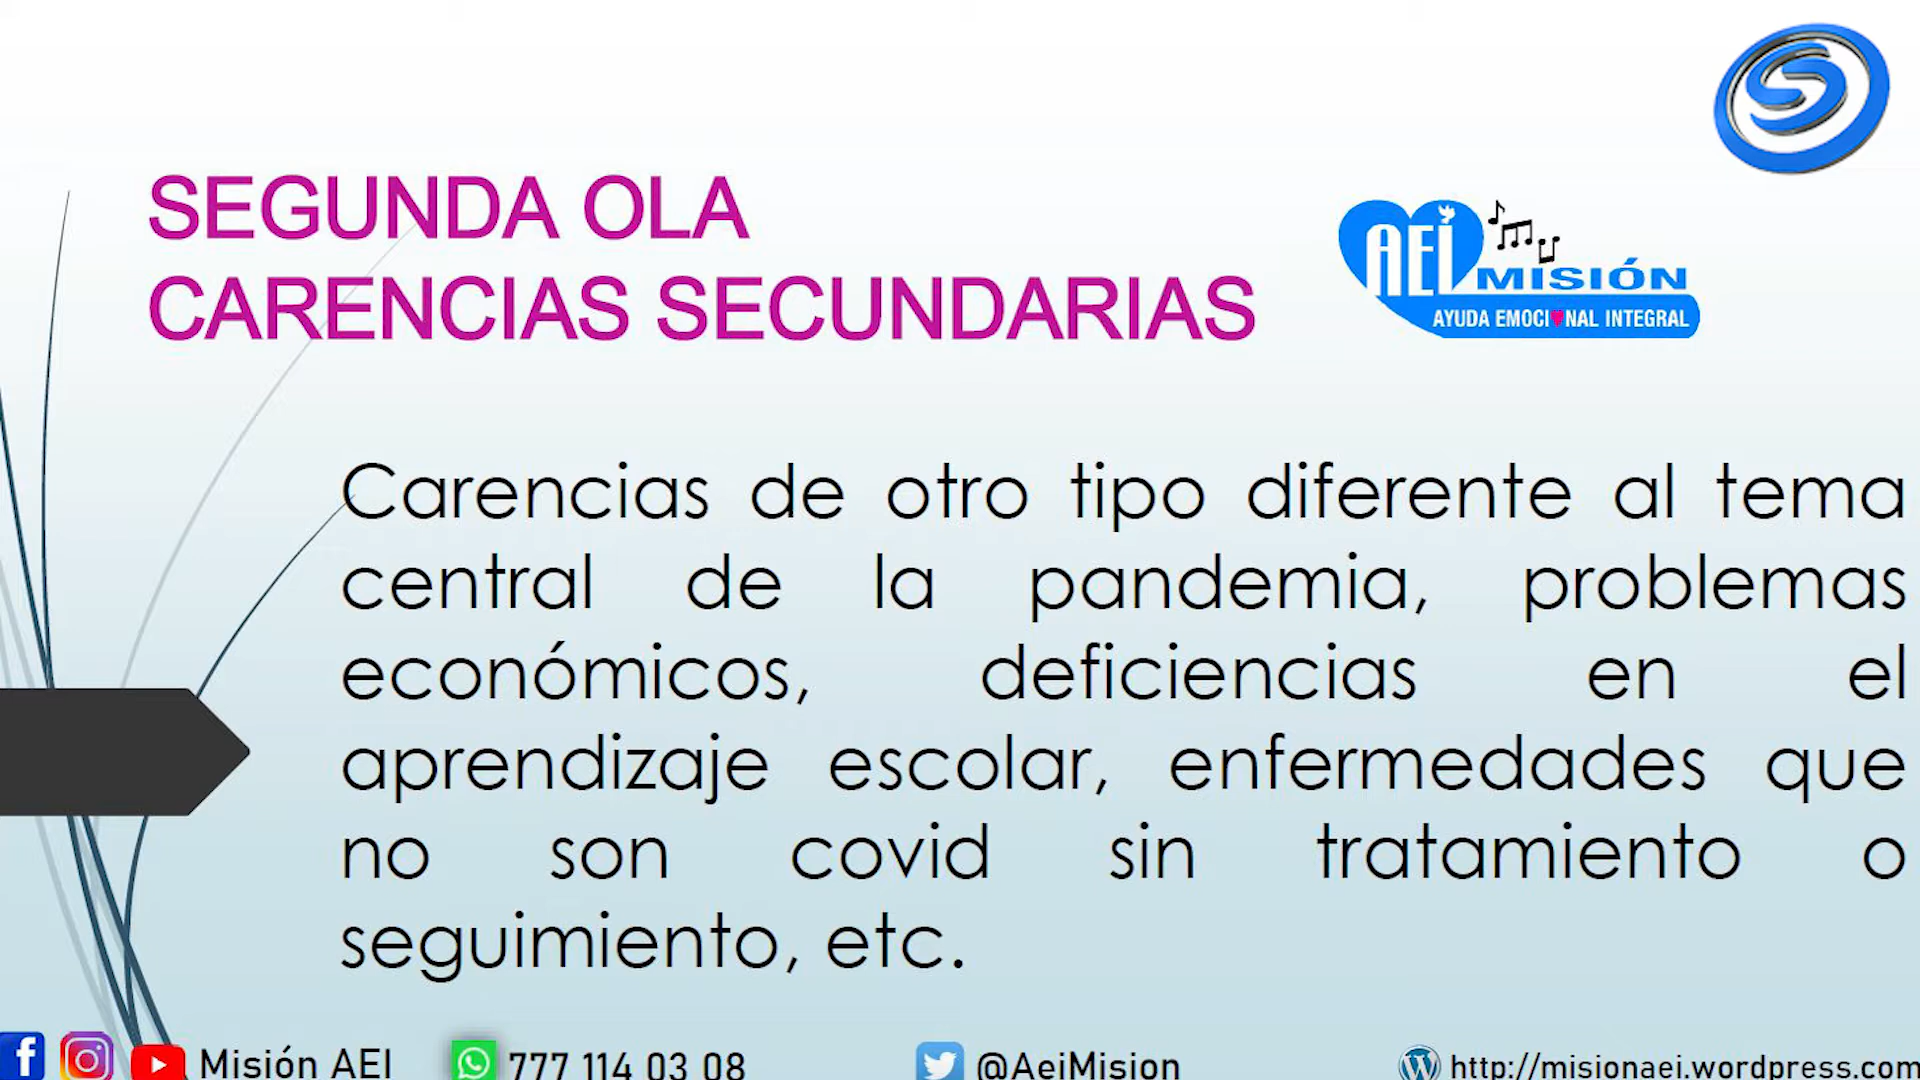 SEGUNDA OLA
CARENCIAS SECUNDARIAS
AEI
MISIÓN
AYUDA EMOCIONAL INTEGRAL
Carencias de otro tipo diferente al tema
central de la pandemia, problemas
económicos, deficiencias en el
aprendizaje escolar, enfermedades que
no son covid sin tratamiento o
seguimiento, etc.
Misión AEI 777 114 03 08 @AeiMision http://misionaei.wordpress.com